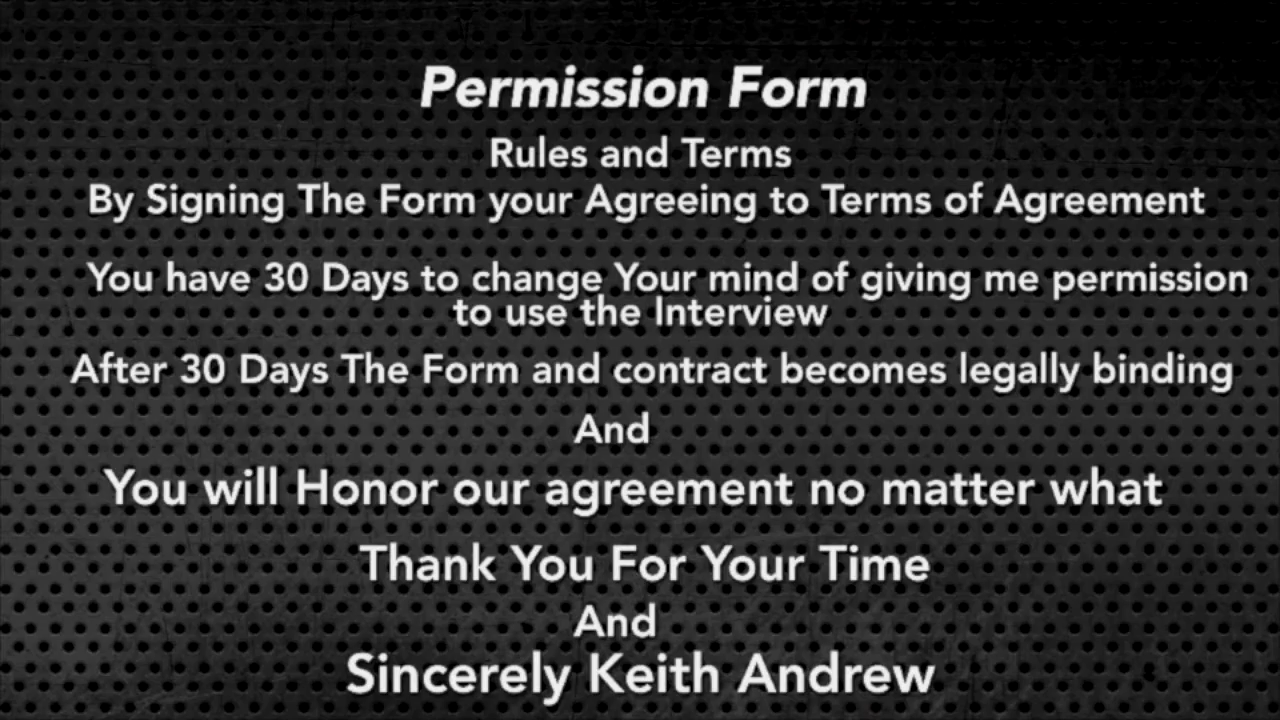 Permission Form
Rules and Terms
By Signing The Form your Agreeing to Terms of Agreement
You have 30 Days to change Your mind of giving me permission
to use the Interview
After 30 Days The Form and contract becomes legally binding
And
You will Honor our agreement no matter what
Thank You For Your Time
And
Sincerely Keith Andrew